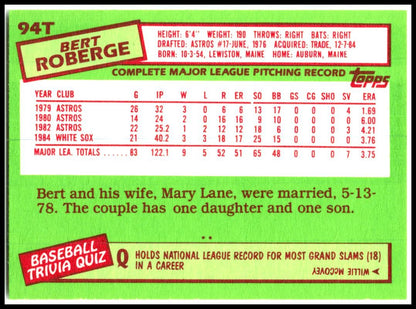 94T
BERT
ROBERGE
HEIGHT: 6'4" WEIGHT: 190 THROWS: RIGHT BATS: RIGHT
DRAFTED: ASTROS #17-JUNE, 1976 ACQUIRED: TRADE, 12-7-84
BORN: 10-3-54, LEWISTON, MAINE HOME: AUBURN, MAINE
COMPLETE MAJOR LEAGUE PITCHING RECORD
topps
YEAR CLUB G IP W L R ER SO BB GS CG SHO SV ERA
1979 ASTROS 26 32 3 0 6 6 13 17 0 0 0 4 1.69
1980 ASTROS 14 24 2 0 16 16 9 10 0 0 0 0 6.00
1982 ASTROS 22 25.2 1 2 12 12 18 6 0 0 0 3 4.21
1984 WHITE SOX 21 40.2 3 3 18 17 25 15 0 0 0 0 3.76
MAJOR LEA. TOTALS 83 122.1 9 5 52 51 65 48 0 0 0 7 3.75
Bert and his wife, Mary Lane, were married, 5-13-
78. The couple has one daughter and one son.
BASEBALL
TRIVIA QUIZ
Q HOLDS NATIONAL LEAGUE RECORD FOR MOST GRAND SLAMS (18)
IN A CAREER
A WILLIE McCOVEY